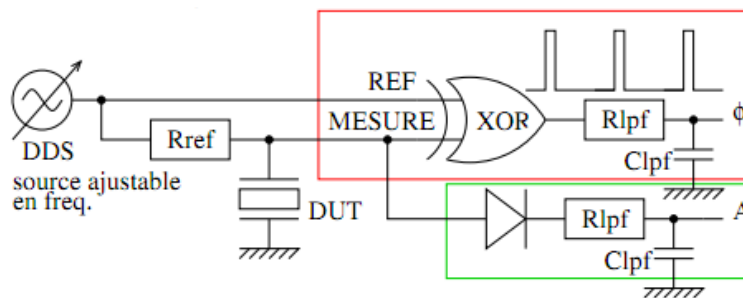 REF
MESURE
XOR
Rlpf
ϕ
Clpf
Rref
DDS
source ajustable
en freq.
DUT
Rlpf
A
Clpf